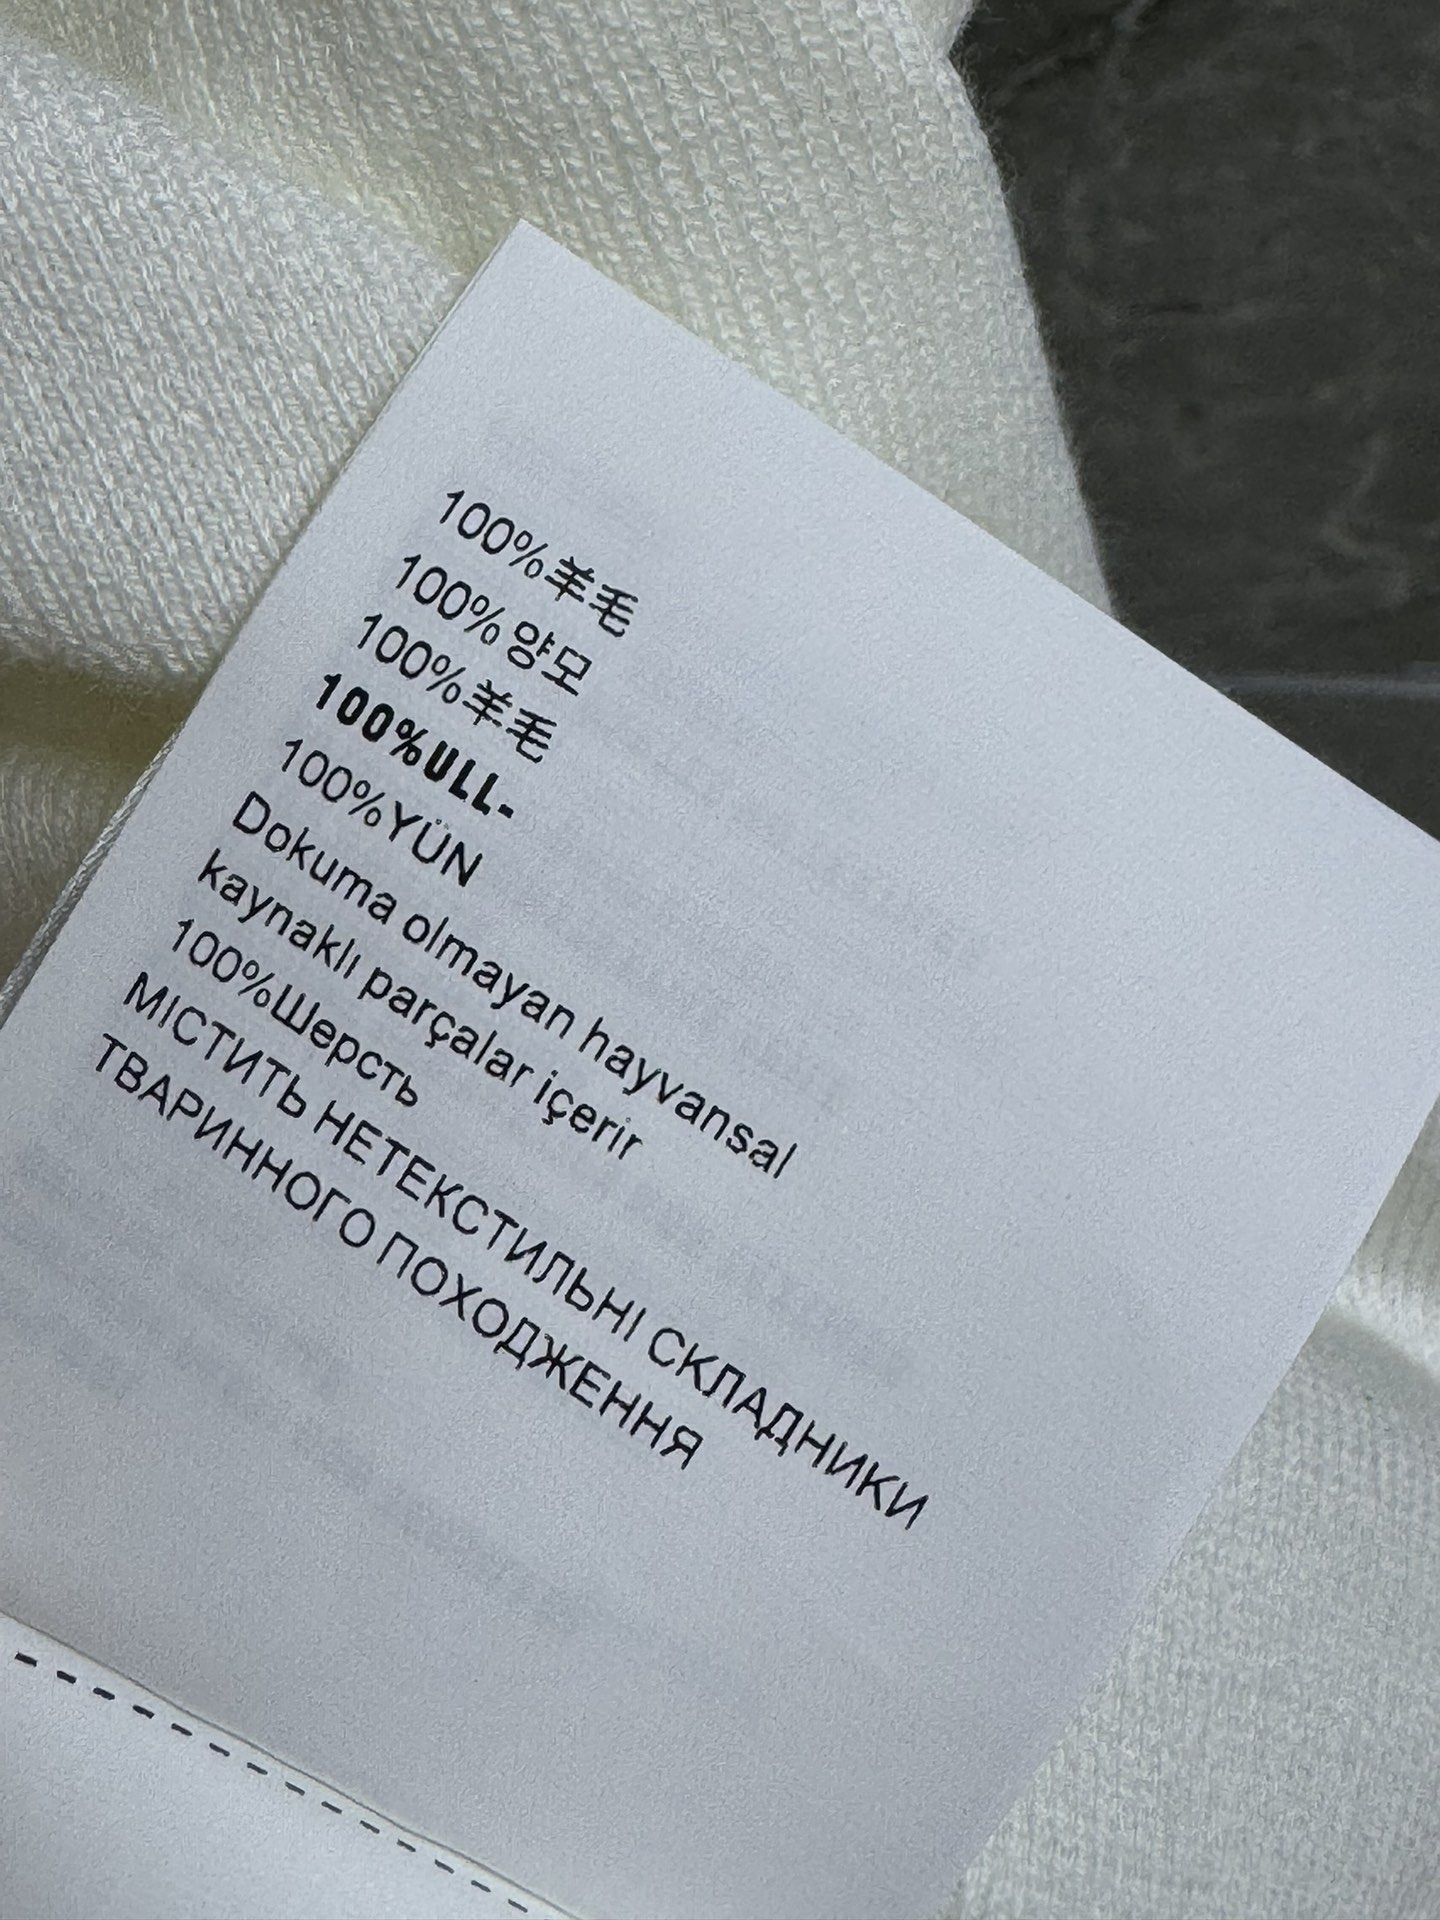 100%羊毛
100%양모
100%羊毛
100%ULL-
100%YÜN
Dokuma olmayan hayvansal
kaynaklı parçalar içerir
100%Шерсть
МІСТИТЬ НЕТЕКСТИЛЬНІ СКЛАДНИКИ
ТВАРИННОГО ПОХОДЖЕННЯ